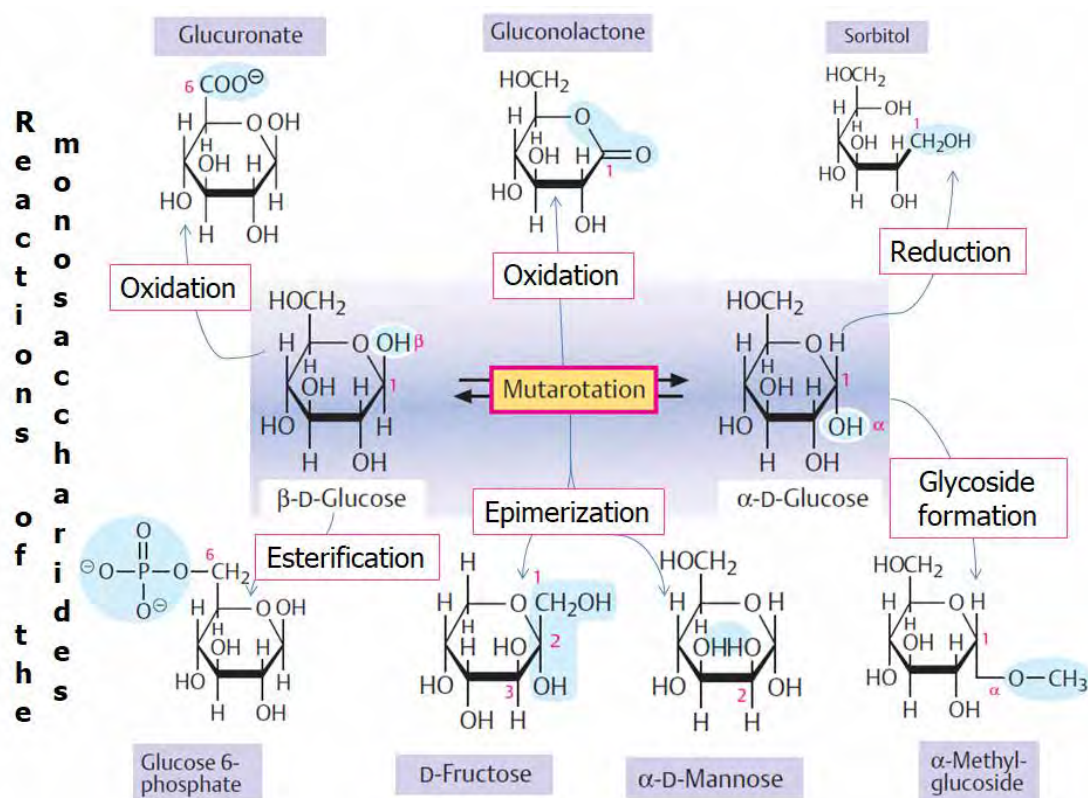 Reactions of the
monosaccharides
Glucuronate
Gluconolactone
Sorbitol
6 COO⊖
H O OH
H
OH H
HO H
H OH
HOCH₂
O
H
H
OH H O
1
HO
H OH
HOCH₂
H OH
H 1
OH H CH₂OH
HO
H OH
Oxidation
Oxidation
Reduction
HOCH₂
H O OH β
H
OH H 1
HO H
H OH
β-D-Glucose
Mutarotation
HOCH₂
H O H
H
OH H 1
HO OH α
H OH
α-D-Glucose
Esterification
Epimerization
Glycoside
formation
O
⊖O P O 6 CH₂
O⊖
H O OH
H
OH H
HO H
H OH
Glucose 6-
phosphate
H
H O 1 CH₂OH
H
H HO 2
HO 3 OH
OH H
D-Fructose
HOCH₂
H O H
H
OHHO
HO 2 OH
H H
α-D-Mannose
H O H
H
OH H 1
HO α O CH₃
H OH
α-Methyl-
glucoside